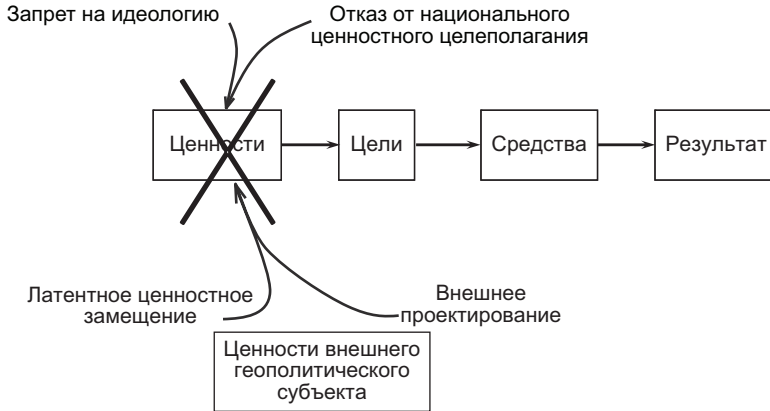 Запрет на идеологию
Отказ от национального
ценностного целеполагания
Ценности
Цели
Средства
Результат
Латентное ценностное
замещение
Внешнее
проектирование
Ценности внешнего
геополитического
субъекта